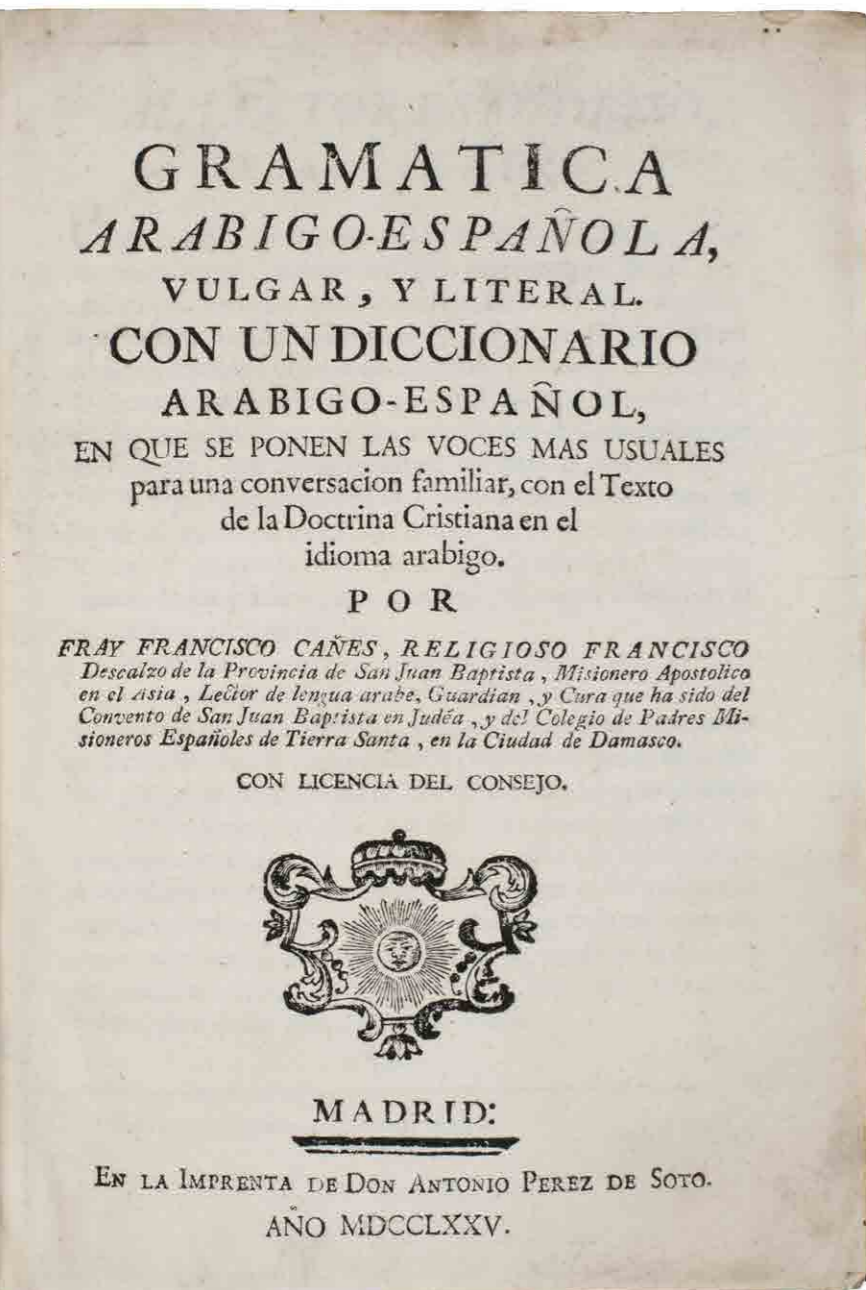 GRAMATICA
ARABIGO-ESPAÑOLA,
VULGAR, Y LITERAL.
CON UN DICCIONARIO
ARABIGO-ESPAÑOL,
EN QUE SE PONEN LAS VOCES MAS USUALES
para una conversacion familiar, con el Texto
de la Doctrina Cristiana en el
idioma arabigo.
POR
FRAY FRANCISCO CAÑES, RELIGIOSO FRANCISCO
Descalzo de la Provincia de San Juan Baptista, Misionero Apostolico
en el Asia, Lector de lengua arabe, Guardian, y Cura que ha sido del
Convento de San Juan Baptista en Judéa, y del Colegio de Padres Mi-
sioneros Españoles de Tierra Santa, en la Ciudad de Damasco.
CON LICENCIA DEL CONSEJO.
MADRID:
EN LA IMPRENTA DE DON ANTONIO PEREZ DE SOTO.
AÑO MDCCLXXV.